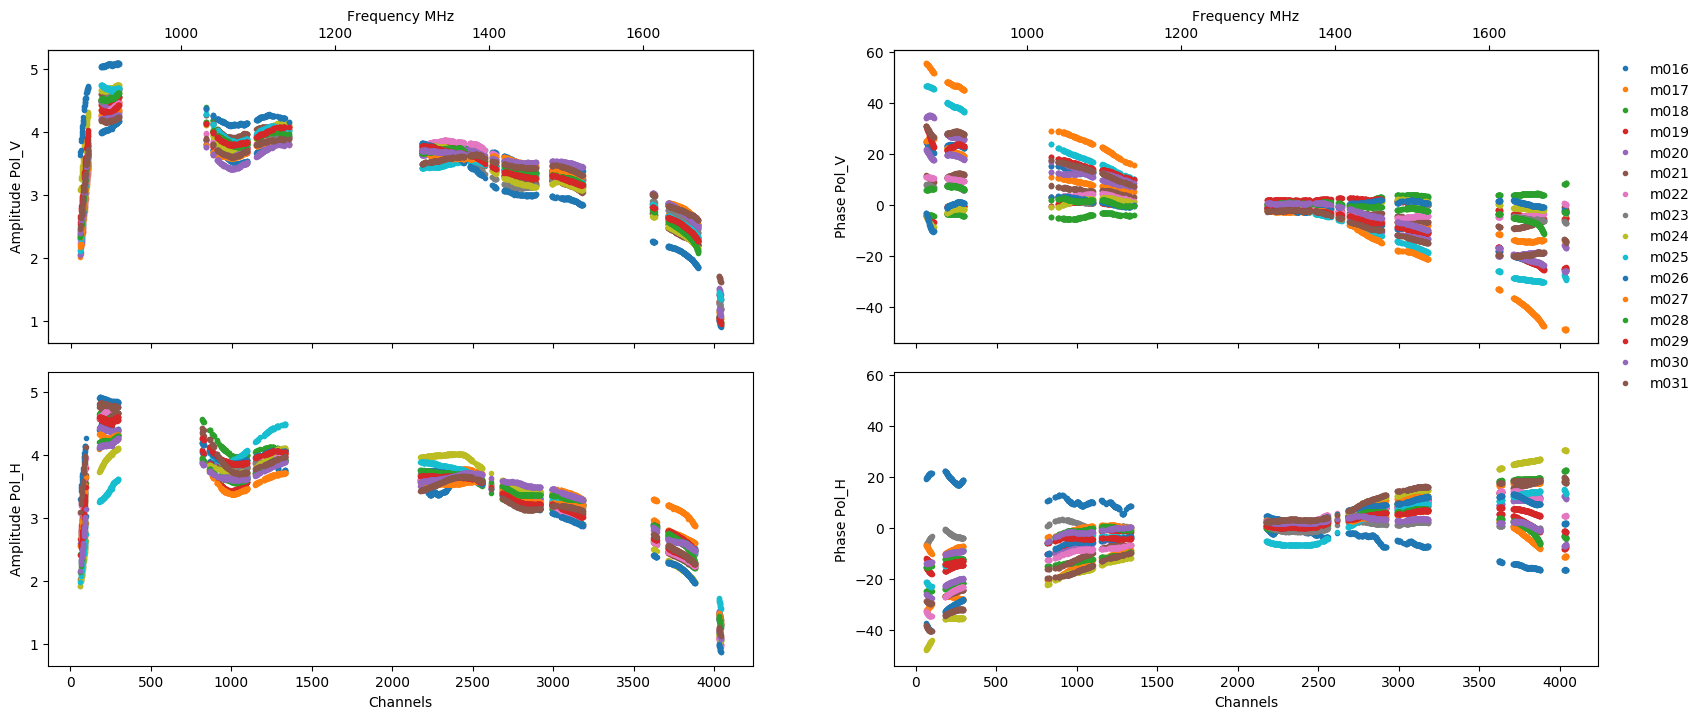 Frequency MHz
Frequency MHz
1000 1200 1400 1600
1000 1200 1400 1600
5
4
3
2
1
Amplitude Pol_V
60
40
20
0
−20
−40
Phase Pol_V
m016
m017
m018
m019
m020
m021
m022
m023
m024
m025
m026
m027
m028
m029
m030
m031
5
4
3
2
1
Amplitude Pol_H
60
40
20
0
−20
−40
Phase Pol_H
0 500 1000 1500 2000 2500 3000 3500 4000
Channels
0 500 1000 1500 2000 2500 3000 3500 4000
Channels